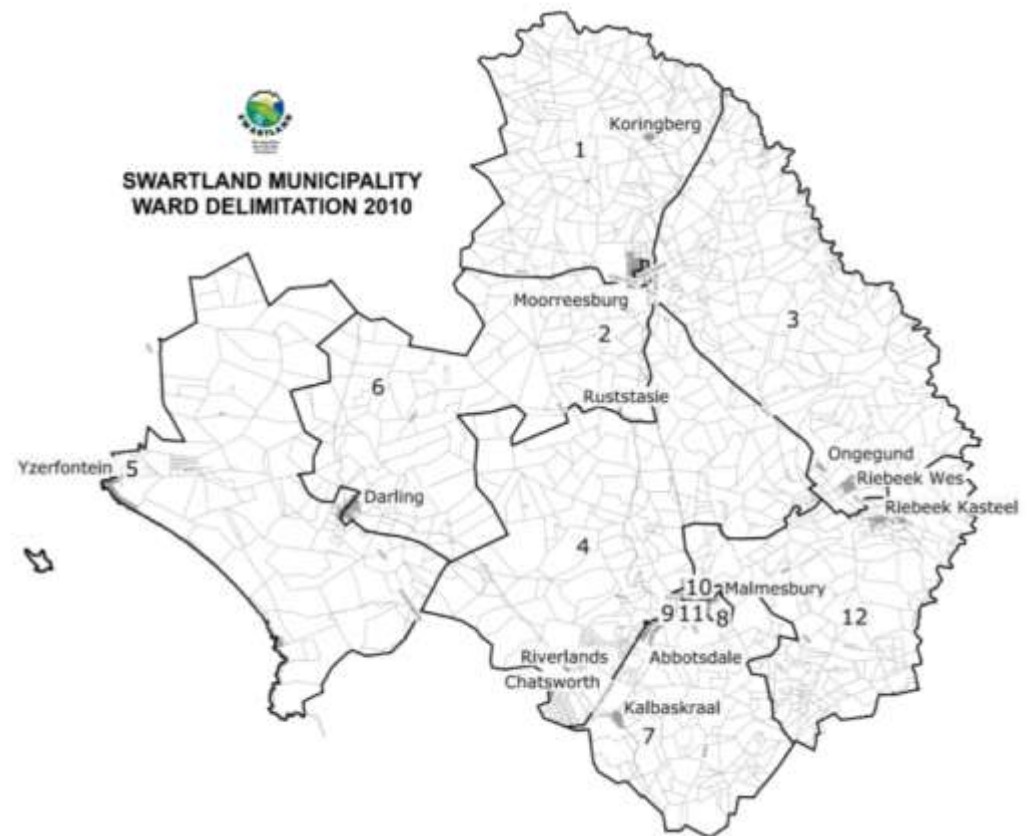 SWARTLAND
SWARTLAND MUNICIPALITY
WARD DELIMITATION 2010
Koringberg
1
Moorreesburg
2
3
6
Ruststasie
Ongegund
Yzerfontein
5
Riebeek Wes
Darling
Riebeek Kasteel
4
10
Malmesbury
9
11
8
12
Riverlands
Abbotsdale
Chatsworth
Kalbaskraal
7